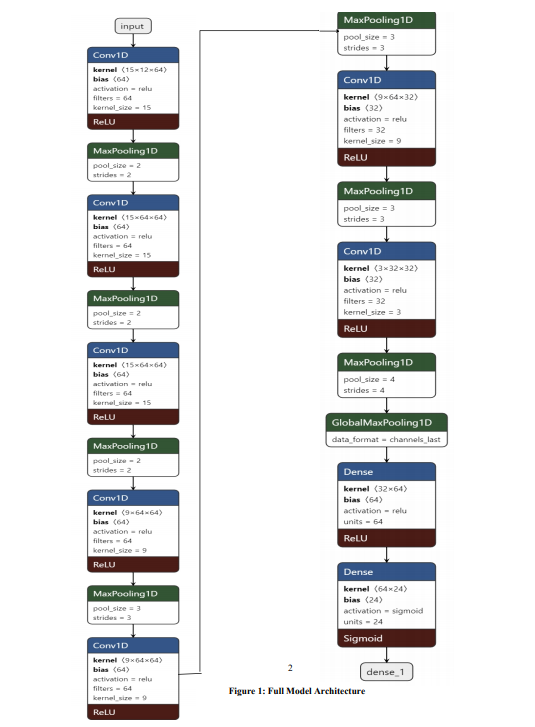 input
Conv1D
kernel ⟨15×12×64⟩
bias ⟨64⟩
activation = relu
filters = 64
kernel_size = 15
ReLU
MaxPooling1D
pool_size = 2
strides = 2
Conv1D
kernel ⟨15×64×64⟩
bias ⟨64⟩
activation = relu
filters = 64
kernel_size = 15
ReLU
MaxPooling1D
pool_size = 2
strides = 2
Conv1D
kernel ⟨15×64×64⟩
bias ⟨64⟩
activation = relu
filters = 64
kernel_size = 15
ReLU
MaxPooling1D
pool_size = 2
strides = 2
Conv1D
kernel ⟨9×64×64⟩
bias ⟨64⟩
activation = relu
filters = 64
kernel_size = 9
ReLU
MaxPooling1D
pool_size = 3
strides = 3
Conv1D
kernel ⟨9×64×64⟩
bias ⟨64⟩
activation = relu
filters = 64
kernel_size = 9
ReLU
MaxPooling1D
pool_size = 3
strides = 3
Conv1D
kernel ⟨9×64×32⟩
bias ⟨32⟩
activation = relu
filters = 32
kernel_size = 9
ReLU
MaxPooling1D
pool_size = 3
strides = 3
Conv1D
kernel ⟨3×32×32⟩
bias ⟨32⟩
activation = relu
filters = 32
kernel_size = 3
ReLU
MaxPooling1D
pool_size = 4
strides = 4
GlobalMaxPooling1D
data_format = channels_last
Dense
kernel ⟨32×64⟩
bias ⟨64⟩
activation = relu
units = 64
ReLU
Dense
kernel ⟨64×24⟩
bias ⟨24⟩
activation = sigmoid
units = 24
Sigmoid
dense_1
2
Figure 1: Full Model Architecture